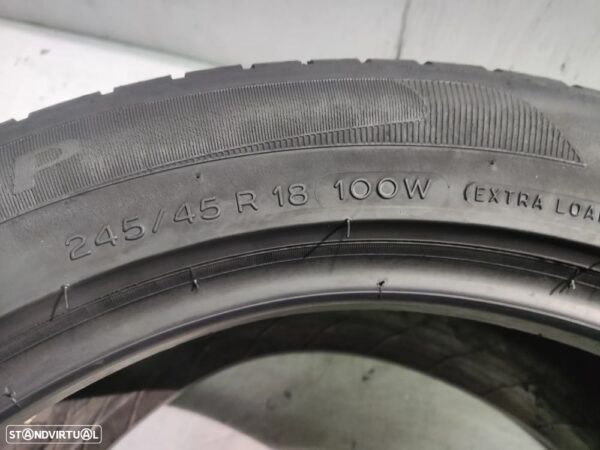 P
245/45 R 18 100W (EXTRA LOA
STANDVIRTUAL